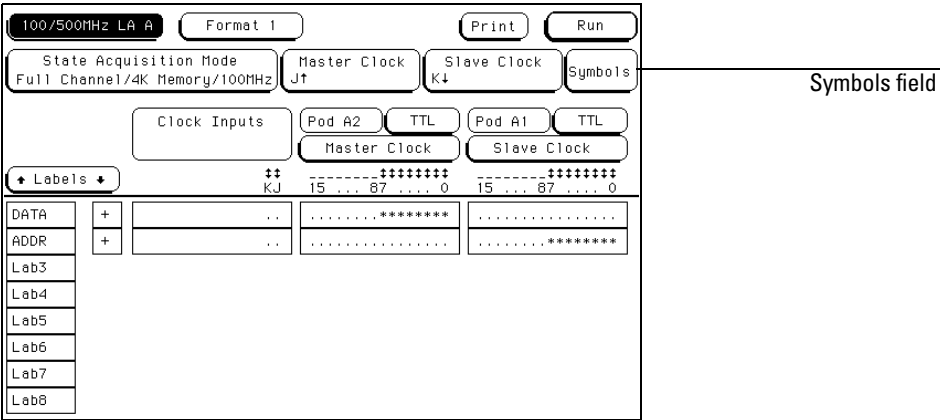 100/500MHz LA A Format 1 Print Run
State Acquisition Mode Master Clock Slave Clock Symbols
Full Channel/4K Memory/100MHz J↑ K↓
Symbols field
Clock Inputs Pod A2 TTL Pod A1 TTL
Master Clock Slave Clock
↑ Labels ↓ ↕↕ --------↕↕↕↕↕↕↕↕ --------↕↕↕↕↕↕↕↕
KJ 15 ... 87 .... 0 15 ... 87 .... 0
DATA + .. ........******** ................
ADDR + .. ................ ........********
Lab3
Lab4
Lab5
Lab6
Lab7
Lab8